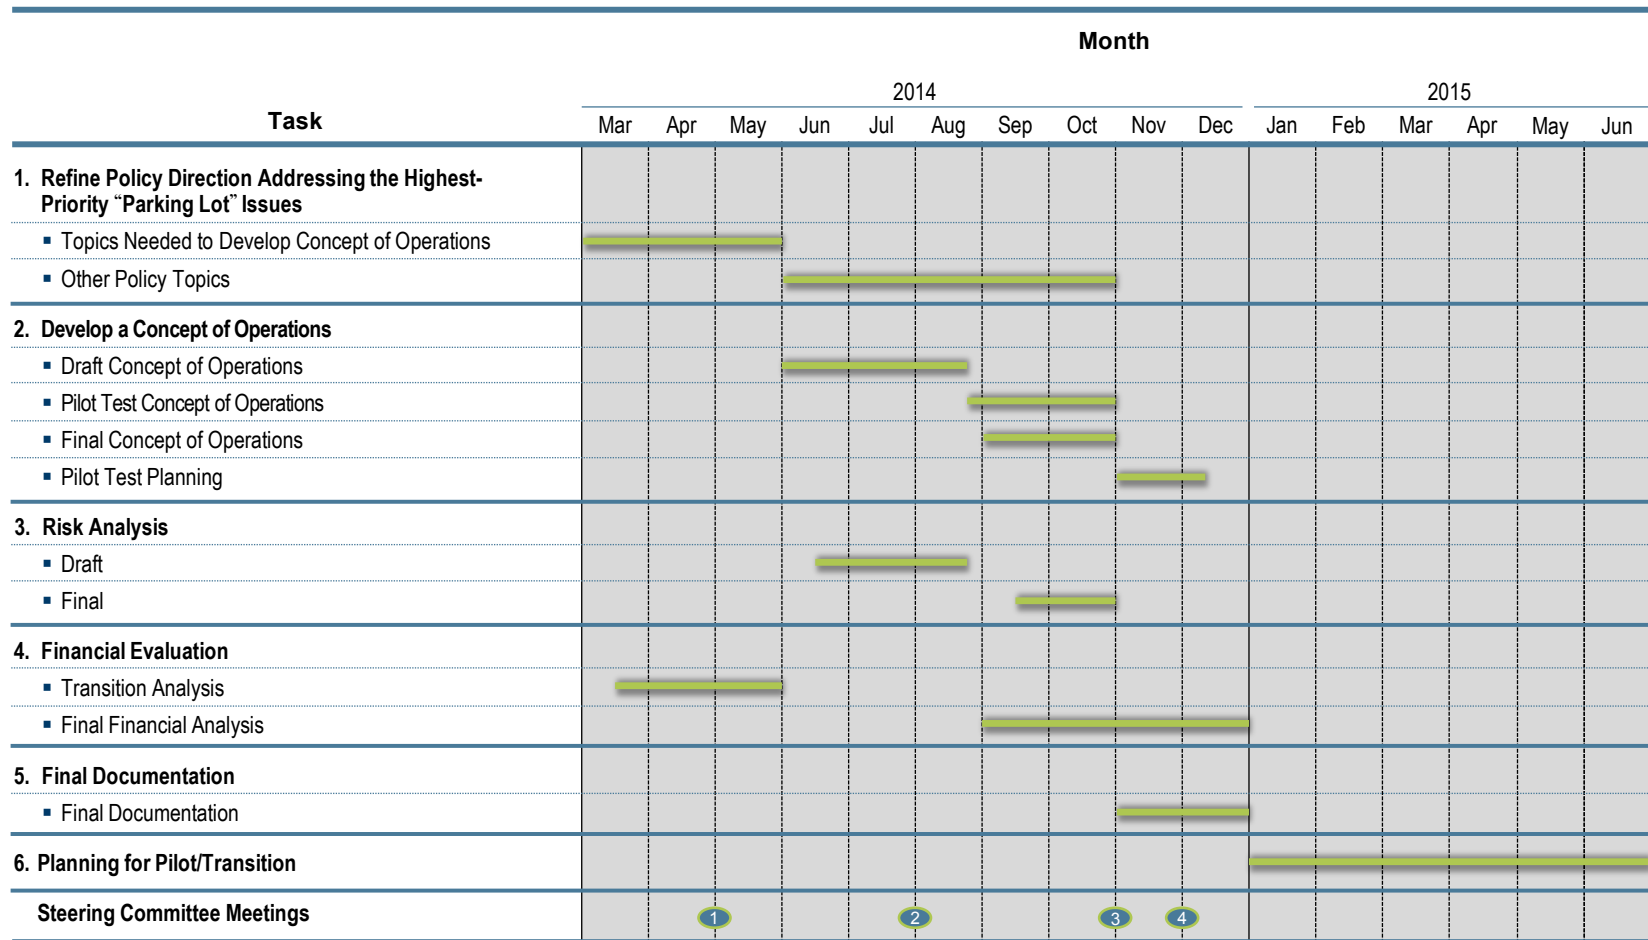 Month
2014 2015
Task
Mar Apr May Jun Jul Aug Sep Oct Nov Dec Jan Feb Mar Apr May Jun
1. Refine Policy Direction Addressing the Highest-
Priority “Parking Lot” Issues
▪ Topics Needed to Develop Concept of Operations
▪ Other Policy Topics
2. Develop a Concept of Operations
▪ Draft Concept of Operations
▪ Pilot Test Concept of Operations
▪ Final Concept of Operations
▪ Pilot Test Planning
3. Risk Analysis
▪ Draft
▪ Final
4. Financial Evaluation
▪ Transition Analysis
▪ Final Financial Analysis
5. Final Documentation
▪ Final Documentation
6. Planning for Pilot/Transition
Steering Committee Meetings 1 2 3 4